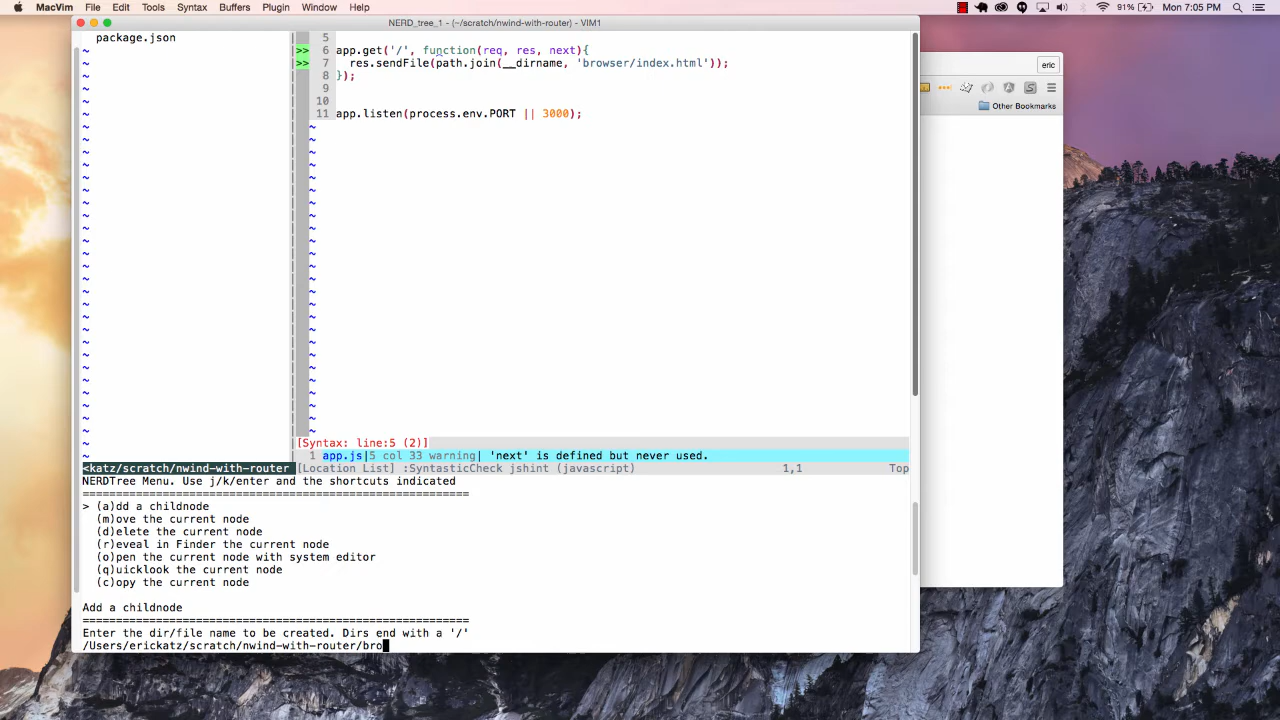 MacVim File Edit Tools Syntax Buffers Plugin Window Help 91% Mon 7:05 PM
NERD_tree_1 - (~/scratch/nwind-with-router) - VIM1
eric
Other Bookmarks
package.json
5
>> 6 app.get('/', function(req, res, next){
>> 7 res.sendFile(path.join(__dirname, 'browser/index.html'));
8 });
9
10
11 app.listen(process.env.PORT || 3000);
[Syntax: line:5 (2)]
1 app.js|5 col 33 warning| 'next' is defined but never used.
<katz/scratch/nwind-with-router [Location List] :SyntasticCheck jshint (javascript) 1,1 Top
NERDTree Menu. Use j/k/enter and the shortcuts indicated
==========================================================
> (a)dd a childnode
(m)ove the current node
(d)elete the current node
(r)eveal in Finder the current node
(o)pen the current node with system editor
(q)uicklook the current node
(c)opy the current node
Add a childnode
==========================================================
Enter the dir/file name to be created. Dirs end with a '/'
/Users/erickatz/scratch/nwind-with-router/bro